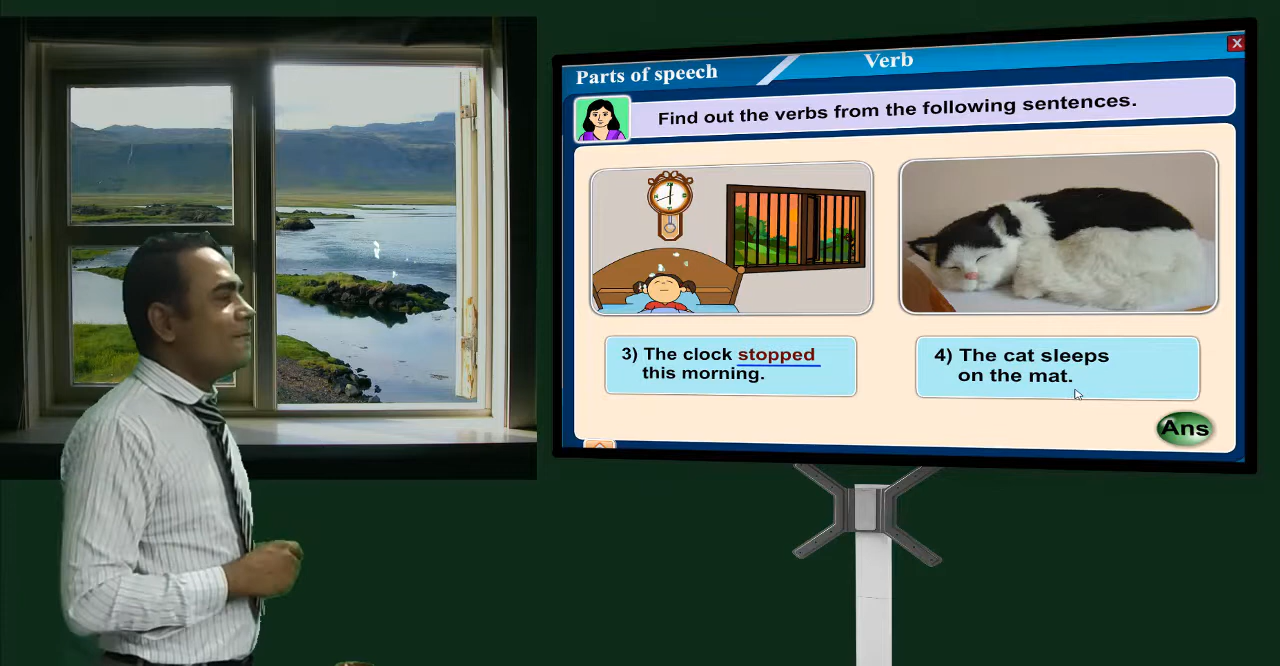 Parts of speech
Verb
X
Find out the verbs from the following sentences.
3) The clock stopped
this morning.
4) The cat sleeps
on the mat.
Ans